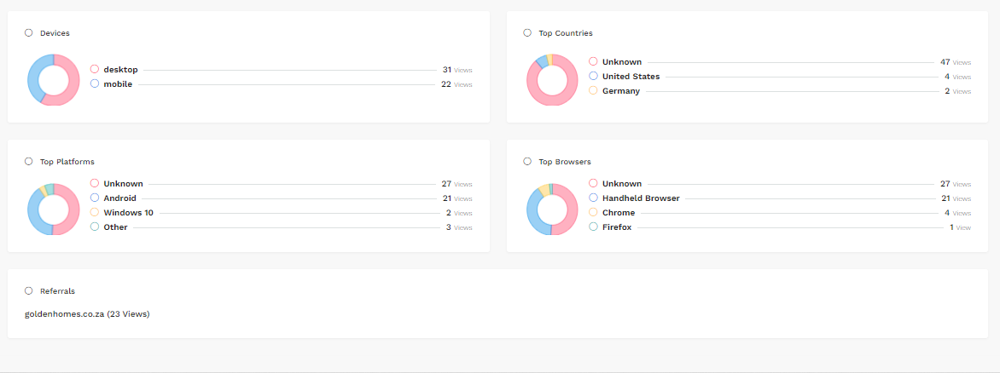 Devices
desktop 31 Views
mobile 22 Views
Top Countries
Unknown 47 Views
United States 4 Views
Germany 2 Views
Top Platforms
Unknown 27 Views
Android 21 Views
Windows 10 2 Views
Other 3 Views
Top Browsers
Unknown 27 Views
Handheld Browser 21 Views
Chrome 4 Views
Firefox 1 View
Referrals
goldenhomes.co.za (23 Views)